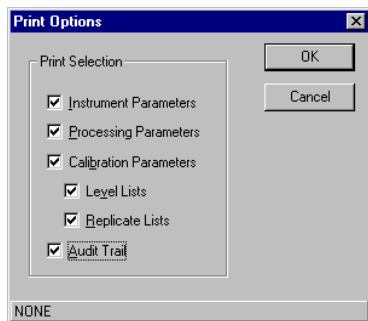 Print Options
Print Selection
OK
Instrument Parameters
Cancel
Processing Parameters
Calibration Parameters
Level Lists
Replicate Lists
Audit Trail
NONE